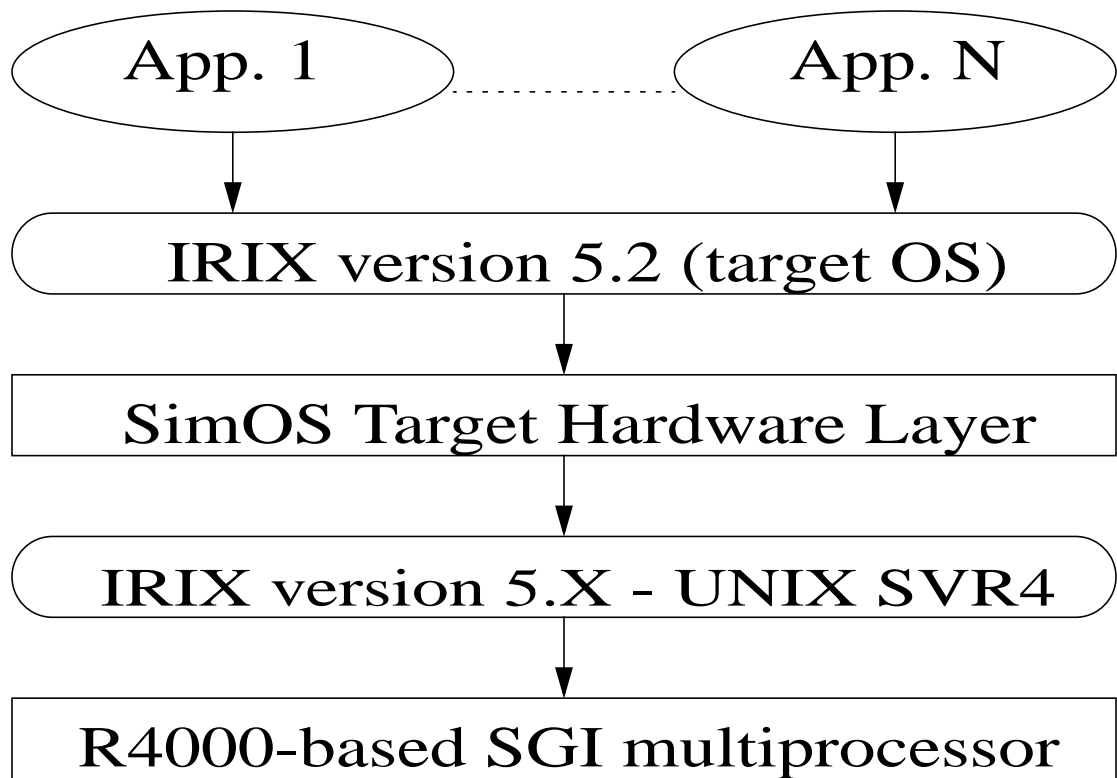 App. 1
App. N
IRIX version 5.2 (target OS)
SimOS Target Hardware Layer
IRIX version 5.X - UNIX SVR4
R4000-based SGI multiprocessor